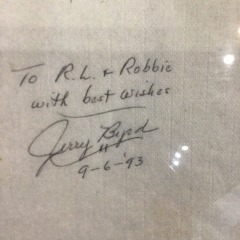 To R.L. & Robbie
with best wishes
Jerry Byrd
9-6-'93